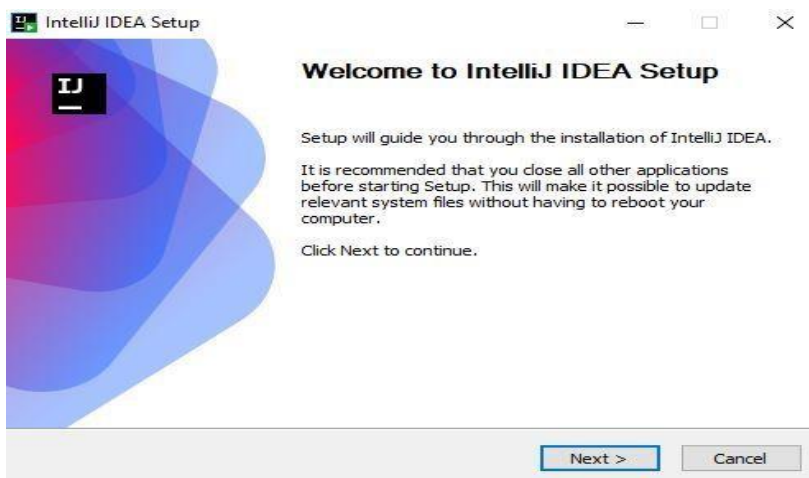 IntelliJ IDEA Setup
IJ
Welcome to IntelliJ IDEA Setup
Setup will guide you through the installation of IntelliJ IDEA.
It is recommended that you close all other applications
before starting Setup. This will make it possible to update
relevant system files without having to reboot your
computer.
Click Next to continue.
Next >
Cancel